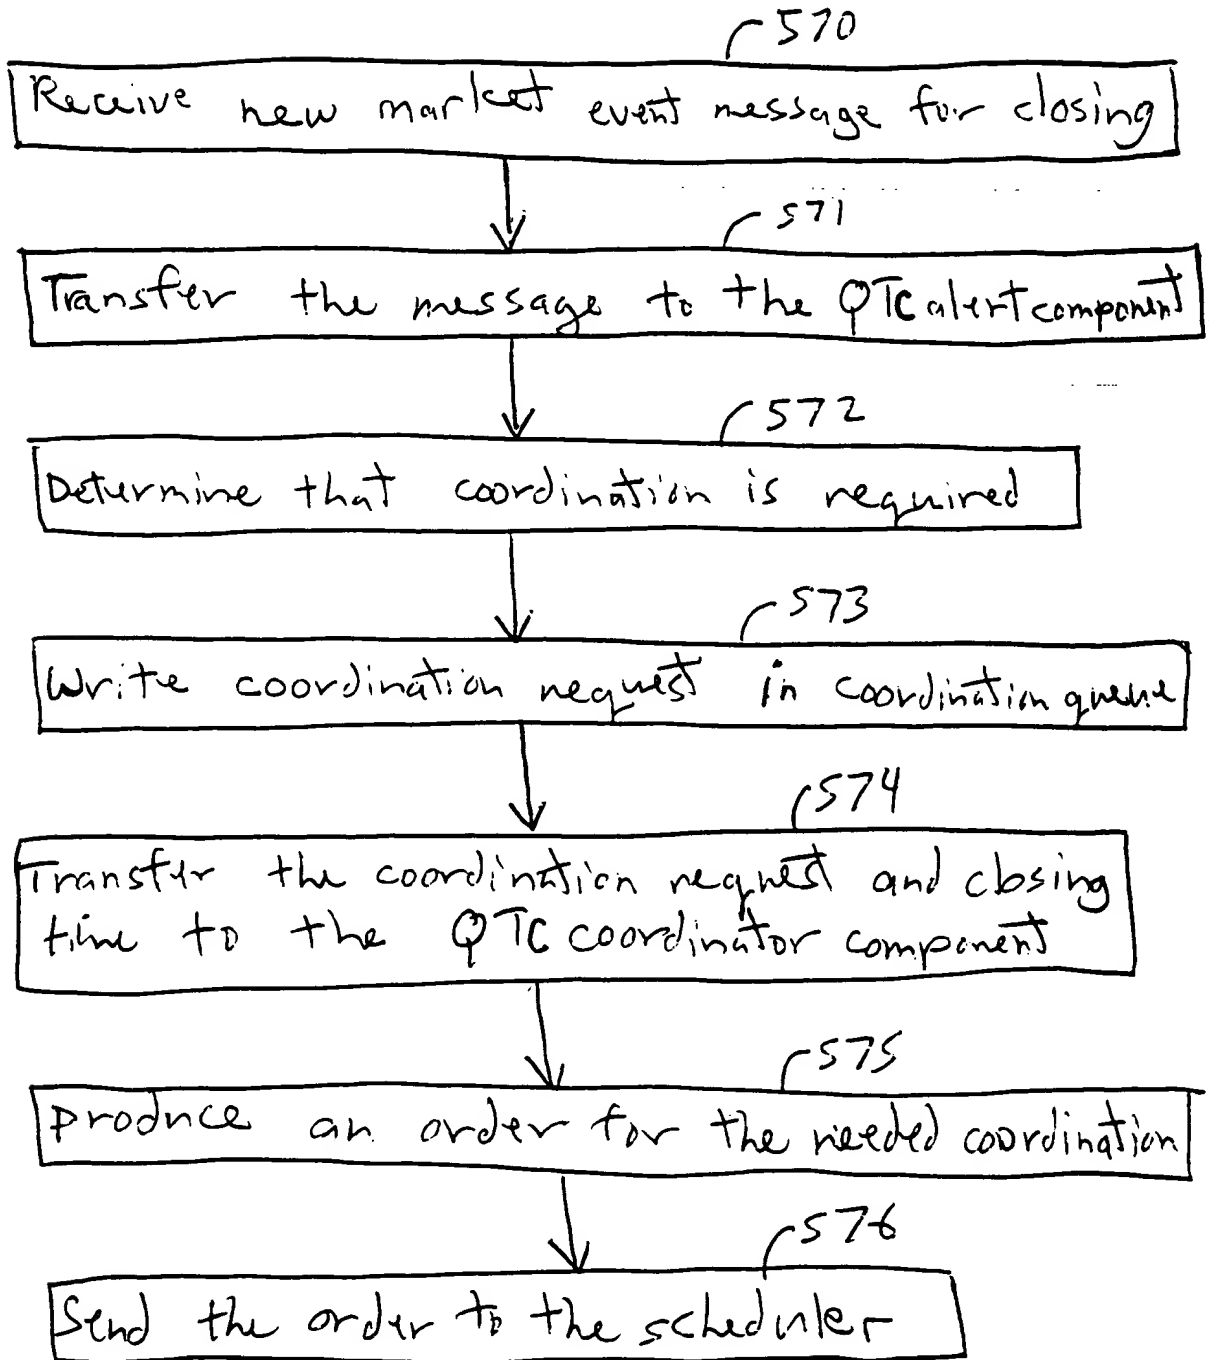 570
Receive new market event message for closing
571
Transfer the message to the QTC alert component
572
Determine that coordination is required
573
Write coordination request in coordination queue
574
Transfer the coordination request and closing
time to the QTC coordinator component
575
produce an order for the needed coordination
576
Send the order to the scheduler